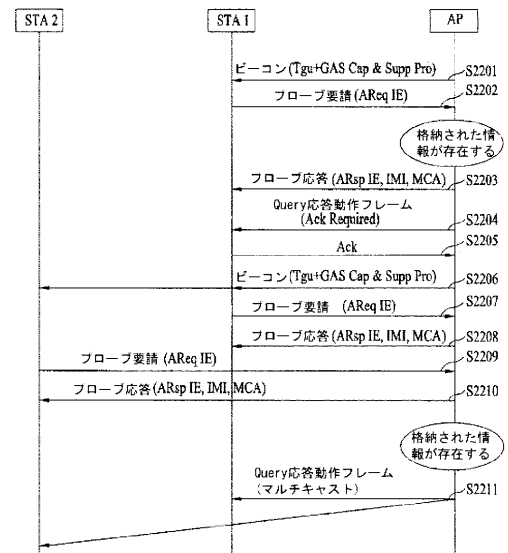 STA 2
STA 1
AP
ビーコン(Tgu+GAS Cap & Supp Pro)
S2201
プローブ要請(AReq IE)
S2202
格納された情
報が存在する
プローブ応答(ARsp IE, IMI, MCA)
S2203
Query応答動作フレーム
(Ack Required)
S2204
Ack
S2205
ビーコン(Tgu+GAS Cap & Supp Pro)
S2206
プローブ要請 (AReq IE)
S2207
プローブ応答(ARsp IE, IMI, MCA)
S2208
プローブ要請 (AReq IE)
S2209
プローブ応答(ARsp IE, IMI, MCA)
S2210
格納された情
報が存在する
Query応答動作フレーム
(マルチキャスト)
S2211